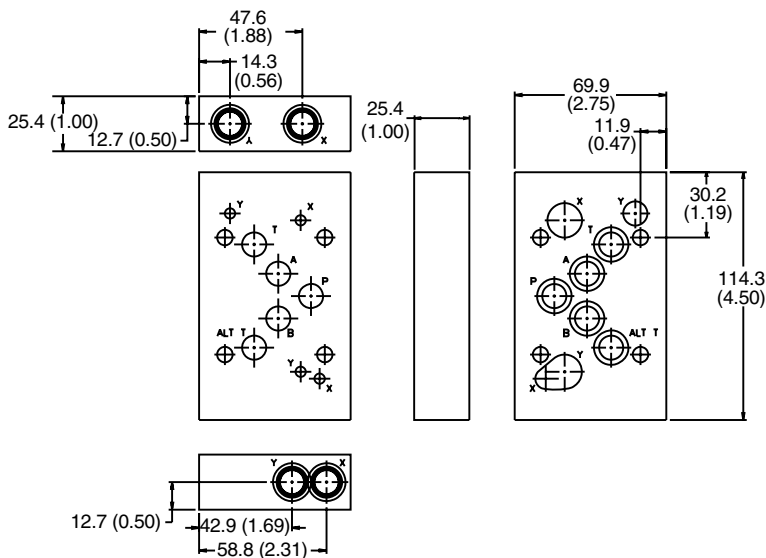 47.6
(1.88)
14.3
(0.56)
25.4 (1.00)
12.7 (0.50)
Y
X
25.4
(1.00)
69.9
(2.75)
11.9
(0.47)
30.2
(1.19)
114.3
(4.50)
Y
X
T
A
P
B
ALT T
Y
X
X
Y
T
A
P
B
ALT T
Y
X
Y
X
12.7 (0.50)
42.9 (1.69)
58.8 (2.31)